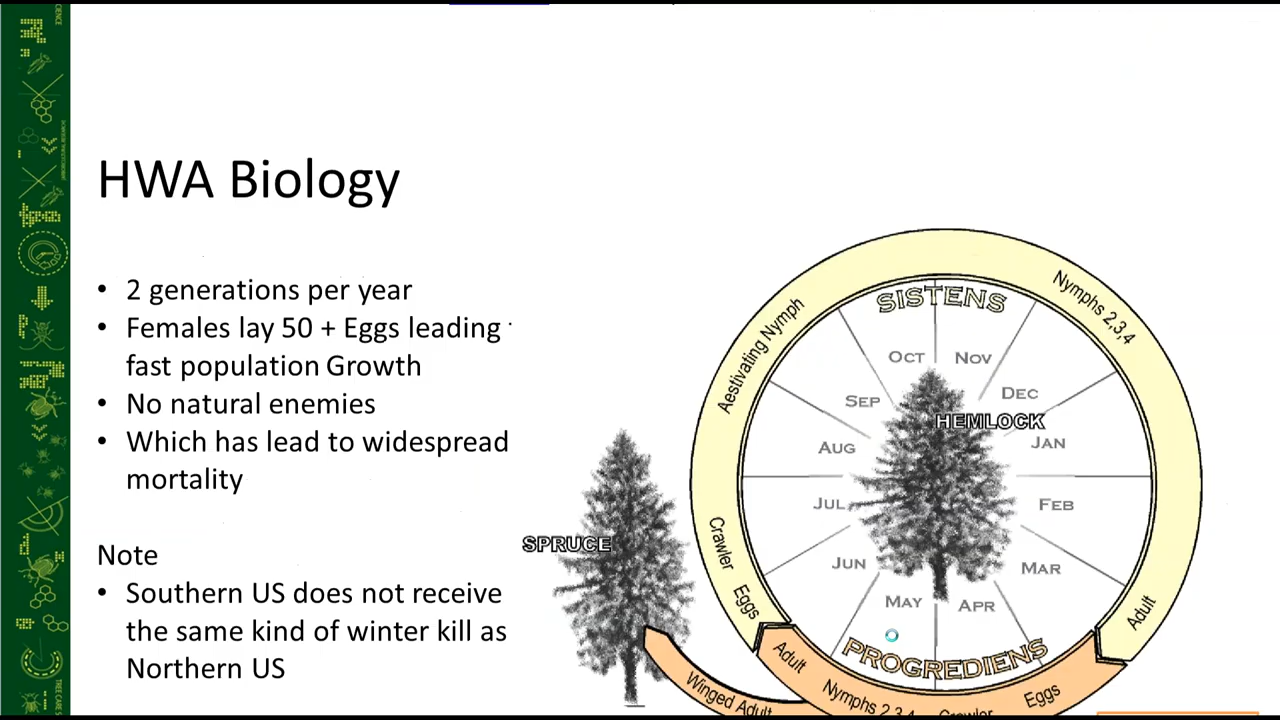 HWA Biology
• 2 generations per year
• Females lay 50 + Eggs leading
fast population Growth
• No natural enemies
• Which has lead to widespread
mortality
Note
• Southern US does not receive
the same kind of winter kill as
Northern US
SISTENS
Aestivating Nymph
Nymphs 2,3,4
OCT
NOV
SEP
DEC
HEMLOCK
AUG
JAN
JUL
FEB
SPRUCE
Crawler
JUN
MAR
Eggs
MAY
APR
Adult
PROGREDIENS
Adult
Winged Adult
Nymphs 2,3,4
Crawler
Eggs